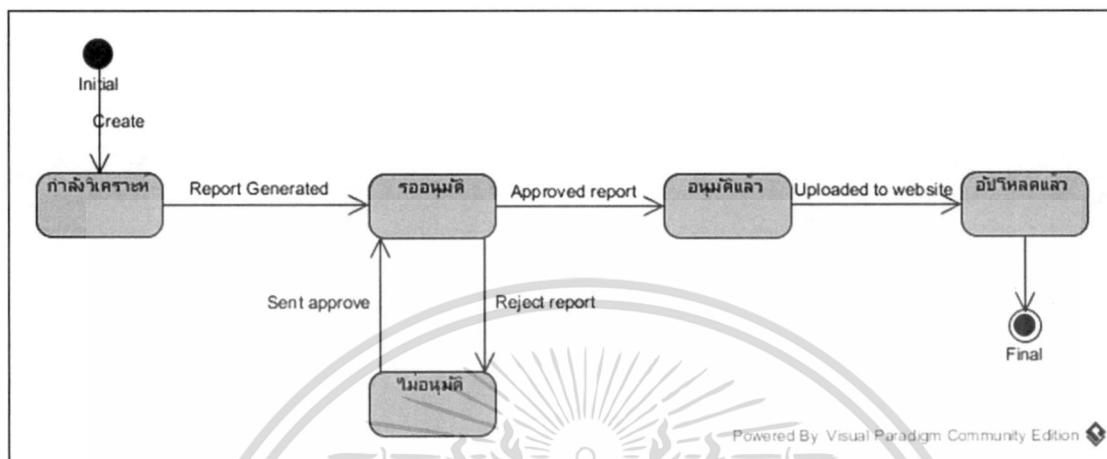 Initial
Create
กำลังวิเคราะห์
Report Generated
รออนุมัติ
Approved report
อนุมัติแล้ว
Uploaded to website
อัปโหลดแล้ว
Sent approve
Reject report
ไม่อนุมัติ
Final
Powered By Visual Paradigm Community Edition